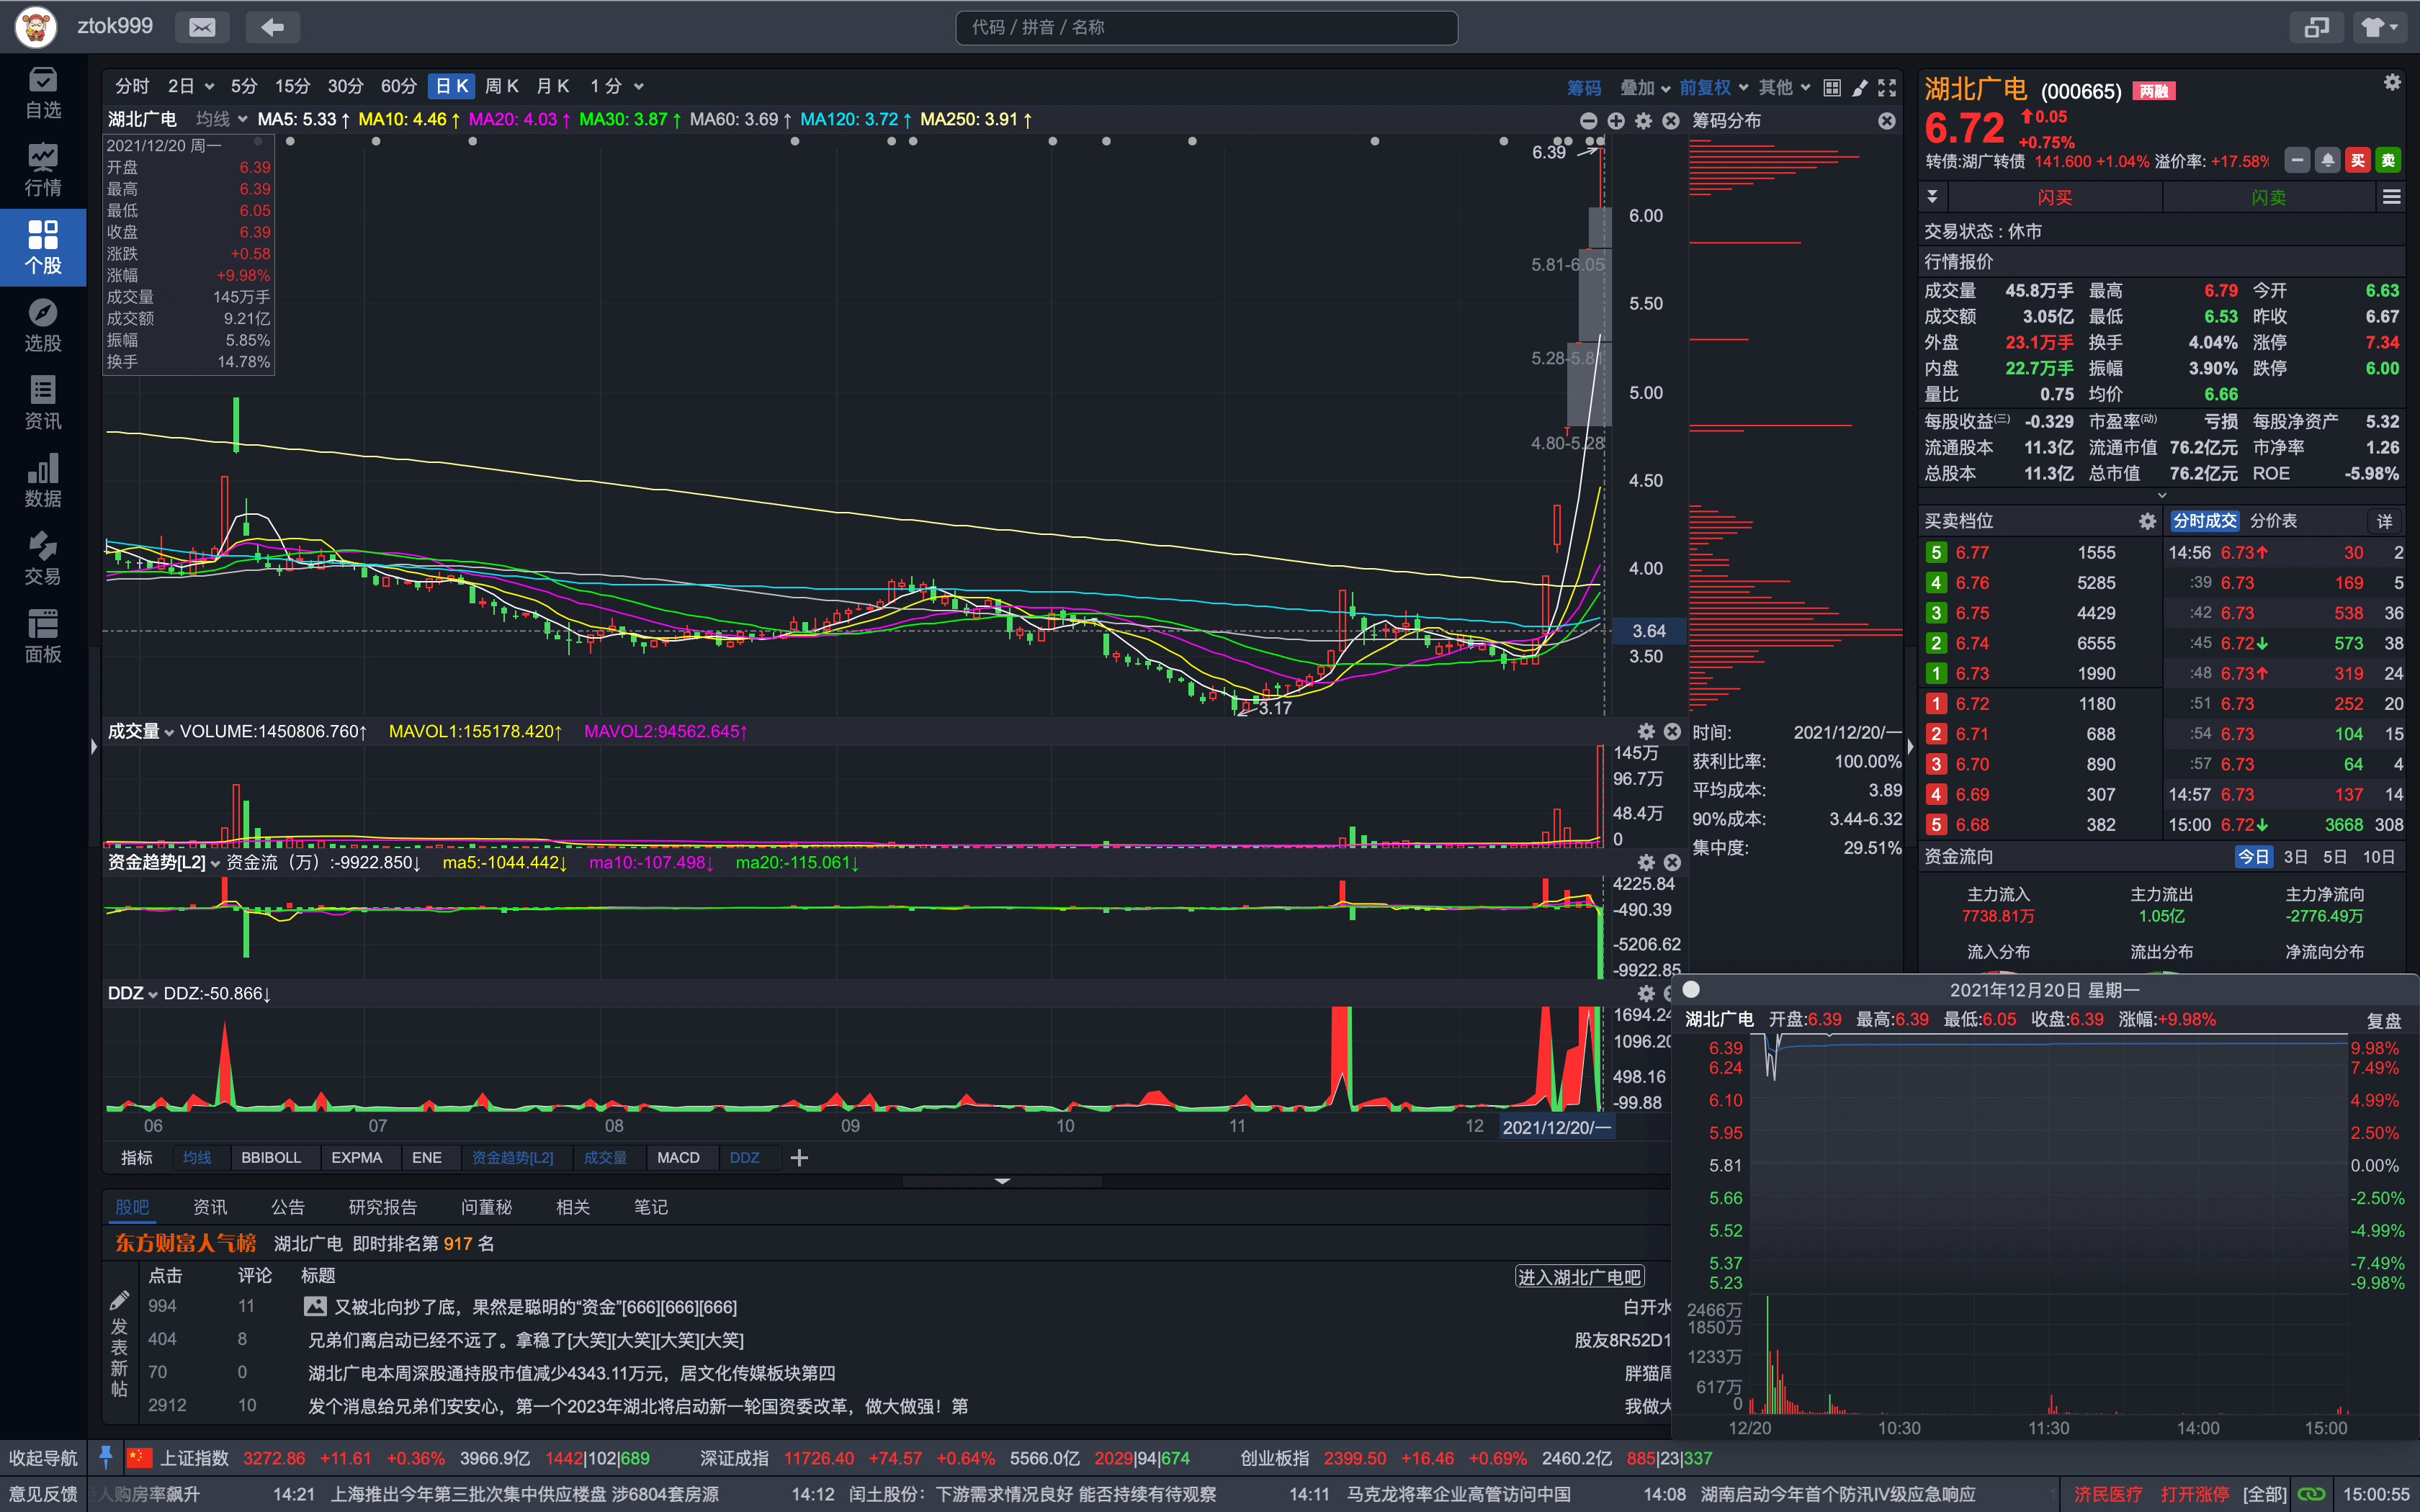 ztok999
代码 / 拼音 / 名称
自选
行情
个股
选股
资讯
数据
交易
面板
分时 2日 5分 15分 30分 60分 日K 周K 月K 1分
筹码 叠加 前复权 其他
湖北广电 均线 MA5: 5.33↑ MA10: 4.46↑ MA20: 4.03↑ MA30: 3.87↑ MA60: 3.69↑ MA120: 3.72↑ MA250: 3.91↑
筹码分布
2021/12/20 周一
开盘 6.39
最高 6.39
最低 6.05
收盘 6.39
涨跌 +0.58
涨幅 +9.98%
成交量 145万手
成交额 9.21亿
振幅 5.85%
换手 14.78%
6.39
6.00
5.81-6.05
5.50
5.28-5.81
5.00
4.80-5.28
4.50
4.00
3.64
3.50
3.17
成交量 VOLUME:1450806.760↑ MAVOL1:155178.420↑ MAVOL2:94562.645↑
145万
96.7万
48.4万
0
资金趋势[L2] 资金流（万）:-9922.850↓ ma5:-1044.442↓ ma10:-107.498↓ ma20:-115.061↓
4225.84
-490.39
-5206.62
-9922.85
DDZ DDZ:-50.866↓
1694.24
1096.20
498.16
-99.88
06 07 08 09 10 11 12 2021/12/20/一
指标 均线 BBIBOLL EXPMA ENE 资金趋势[L2] 成交量 MACD DDZ
时间: 2021/12/20/一
获利比率: 100.00%
平均成本: 3.89
90%成本: 3.44-6.32
集中度: 29.51%
股吧 资讯 公告 研究报告 问董秘 相关 笔记
东方财富人气榜 湖北广电 即时排名第 917 名
点击 评论 标题 进入湖北广电吧
994 11 又被北向抄了底，果然是聪明的“资金”[666][666][666] 白开水
404 8 兄弟们离启动已经不远了。拿稳了[大笑][大笑][大笑][大笑] 股友8R52D1
70 0 湖北广电本周深股通持股市值减少4343.11万元，居文化传媒板块第四 胖猫周
2912 10 发个消息给兄弟们安安心，第一个2023年湖北将启动新一轮国资委改革，做大做强！第 我做大
发表新帖
湖北广电 (000665) 两融
6.72 0.05
+0.75%
转债:湖广转债 141.600 +1.04% 溢价率: +17.58%
买 卖
闪买 闪卖
交易状态 : 休市
行情报价
成交量 45.8万手 最高 6.79 今开 6.63
成交额 3.05亿 最低 6.53 昨收 6.67
外盘 23.1万手 换手 4.04% 涨停 7.34
内盘 22.7万手 振幅 3.90% 跌停 6.00
量比 0.75 均价 6.66
每股收益(三) -0.329 市盈率(动) 亏损 每股净资产 5.32
流通股本 11.3亿 流通市值 76.2亿元 市净率 1.26
总股本 11.3亿 总市值 76.2亿元 ROE -5.98%
买卖档位 分时成交 分价表 详
5 6.77 1555 14:56 6.73↑ 30 2
4 6.76 5285 :39 6.73 169 5
3 6.75 4429 :42 6.73 538 36
2 6.74 6555 :45 6.72↓ 573 38
1 6.73 1990 :48 6.73↑ 319 24
1 6.72 1180 :51 6.73 252 20
2 6.71 688 :54 6.73 104 15
3 6.70 890 :57 6.73 64 4
4 6.69 307 14:57 6.73 137 14
5 6.68 382 15:00 6.72↓ 3668 308
资金流向 今日 3日 5日 10日
主力流入 主力流出 主力净流向
7738.81万 1.05亿 -2776.49万
流入分布 流出分布 净流向分布
2021年12月20日 星期一
湖北广电 开盘:6.39 最高:6.39 最低:6.05 收盘:6.39 涨幅:+9.98% 复盘
6.39 9.98%
6.24 7.49%
6.10 4.99%
5.95 2.50%
5.81 0.00%
5.66 -2.50%
5.52 -4.99%
5.37 -7.49%
5.23 -9.98%
2466万
1850万
1233万
617万
0
12/20 10:30 11:30 14:00 15:00
收起导航 上证指数 3272.86 +11.61 +0.36% 3966.9亿 1442|102|689 深证成指 11726.40 +74.57 +0.64% 5566.0亿 2029|94|674 创业板指 2399.50 +16.46 +0.69% 2460.2亿 885|23|337
意见反馈 人购房率飙升 14:21 上海推出今年第三批次集中供应楼盘 涉6804套房源 14:12 闰土股份：下游需求情况良好 能否持续有待观察 14:11 马克龙将率企业高管访问中国 14:08 湖南启动今年首个防汛IV级应急响应 济民医疗 打开涨停 [全部] 15:00:55